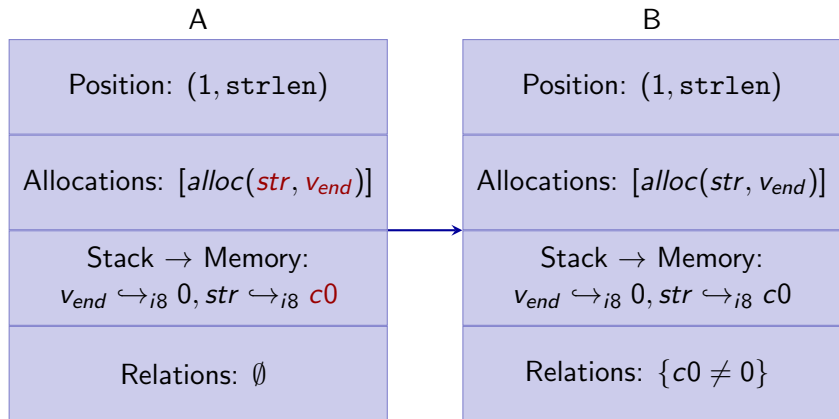 A
Position: (1, strlen)
Allocations: [alloc(str, v_end)]
Stack → Memory:
v_end ↪_i8 0, str ↪_i8 c0
Relations: ∅
B
Position: (1, strlen)
Allocations: [alloc(str, v_end)]
Stack → Memory:
v_end ↪_i8 0, str ↪_i8 c0
Relations: {c0 ≠ 0}